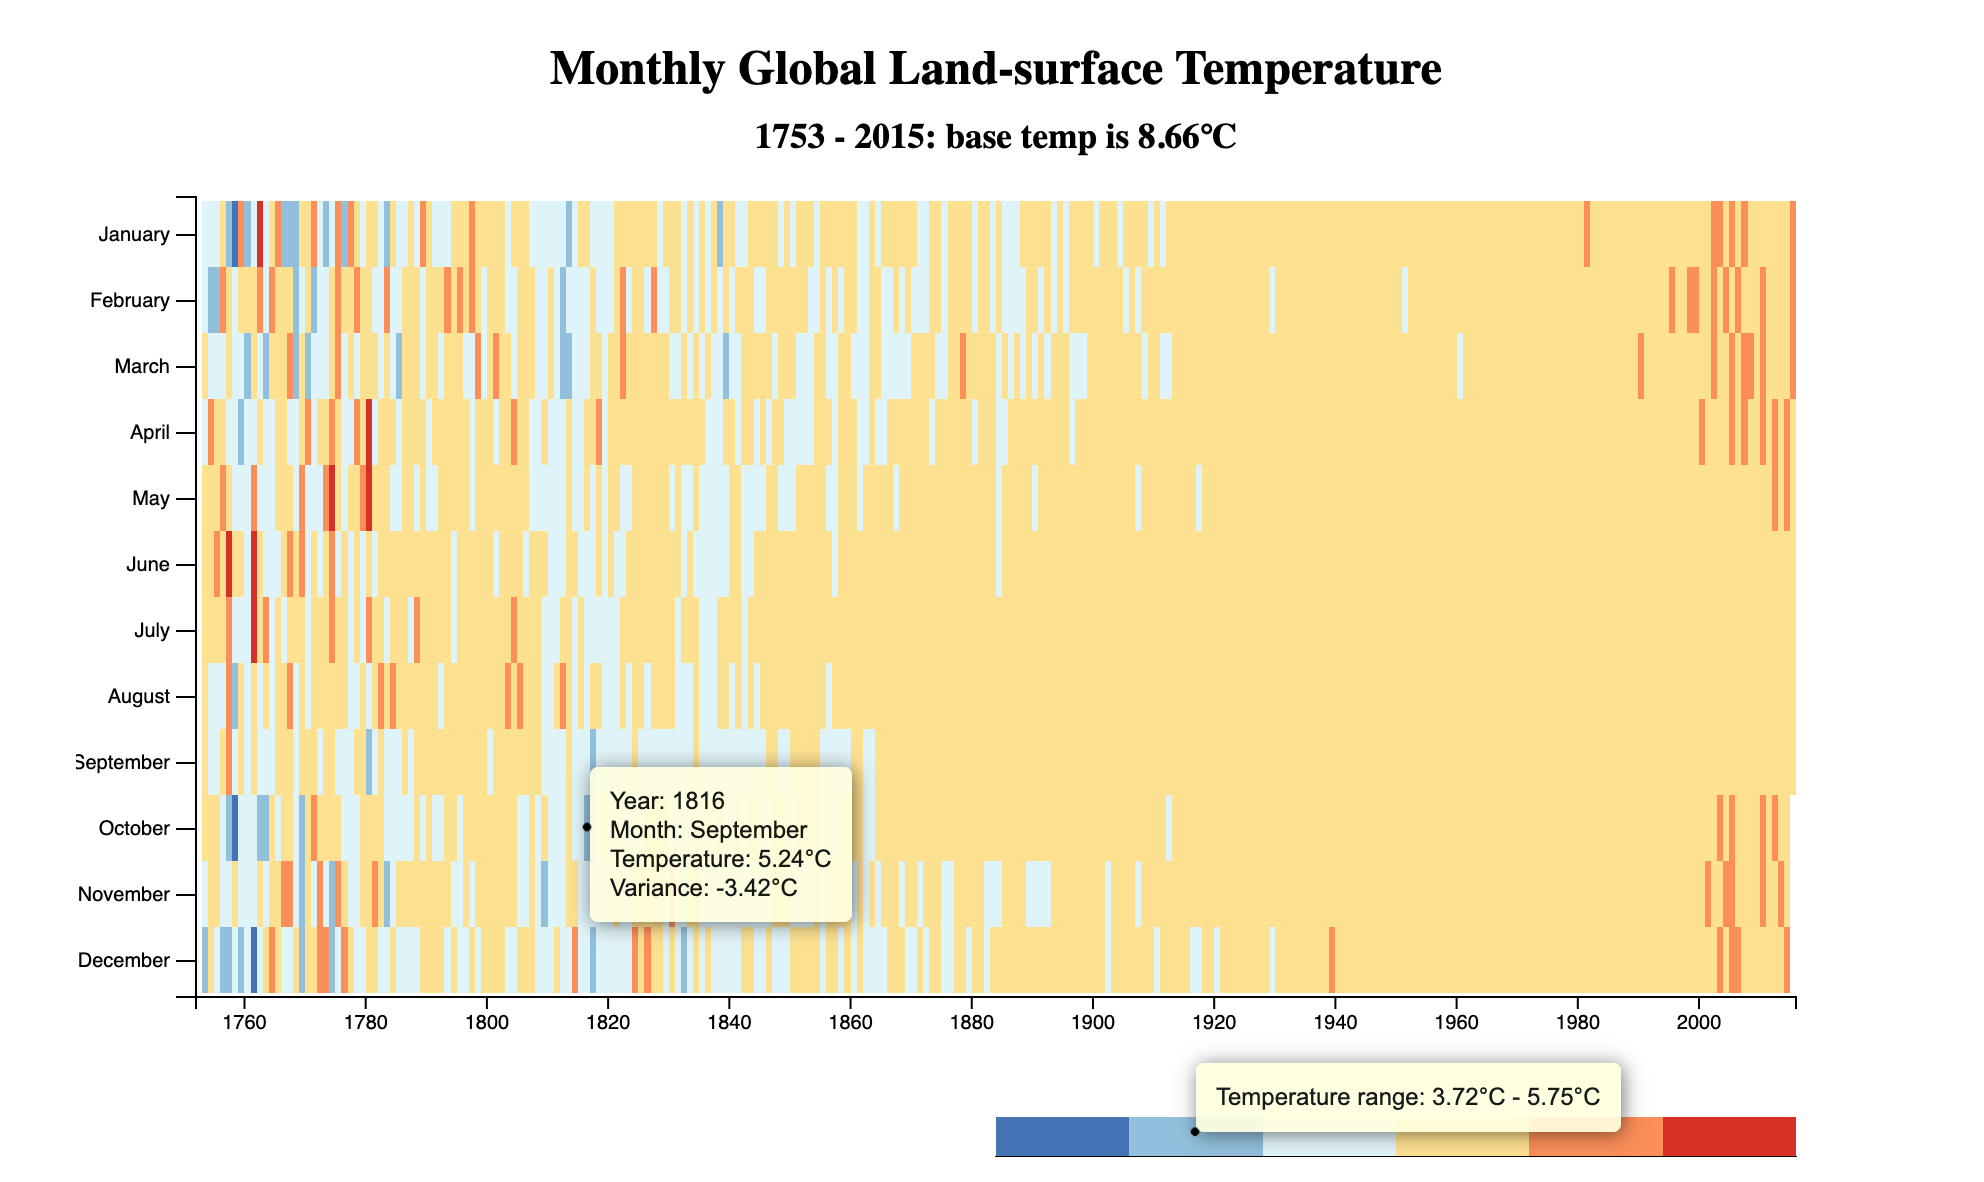 Monthly Global Land-surface Temperature
1753 - 2015: base temp is 8.66℃
January
February
March
April
May
June
July
August
September
October
November
December
Year: 1816
Month: September
Temperature: 5.24°C
Variance: -3.42°C
1760 1780 1800 1820 1840 1860 1880 1900 1920 1940 1960 1980 2000
Temperature range: 3.72°C - 5.75°C